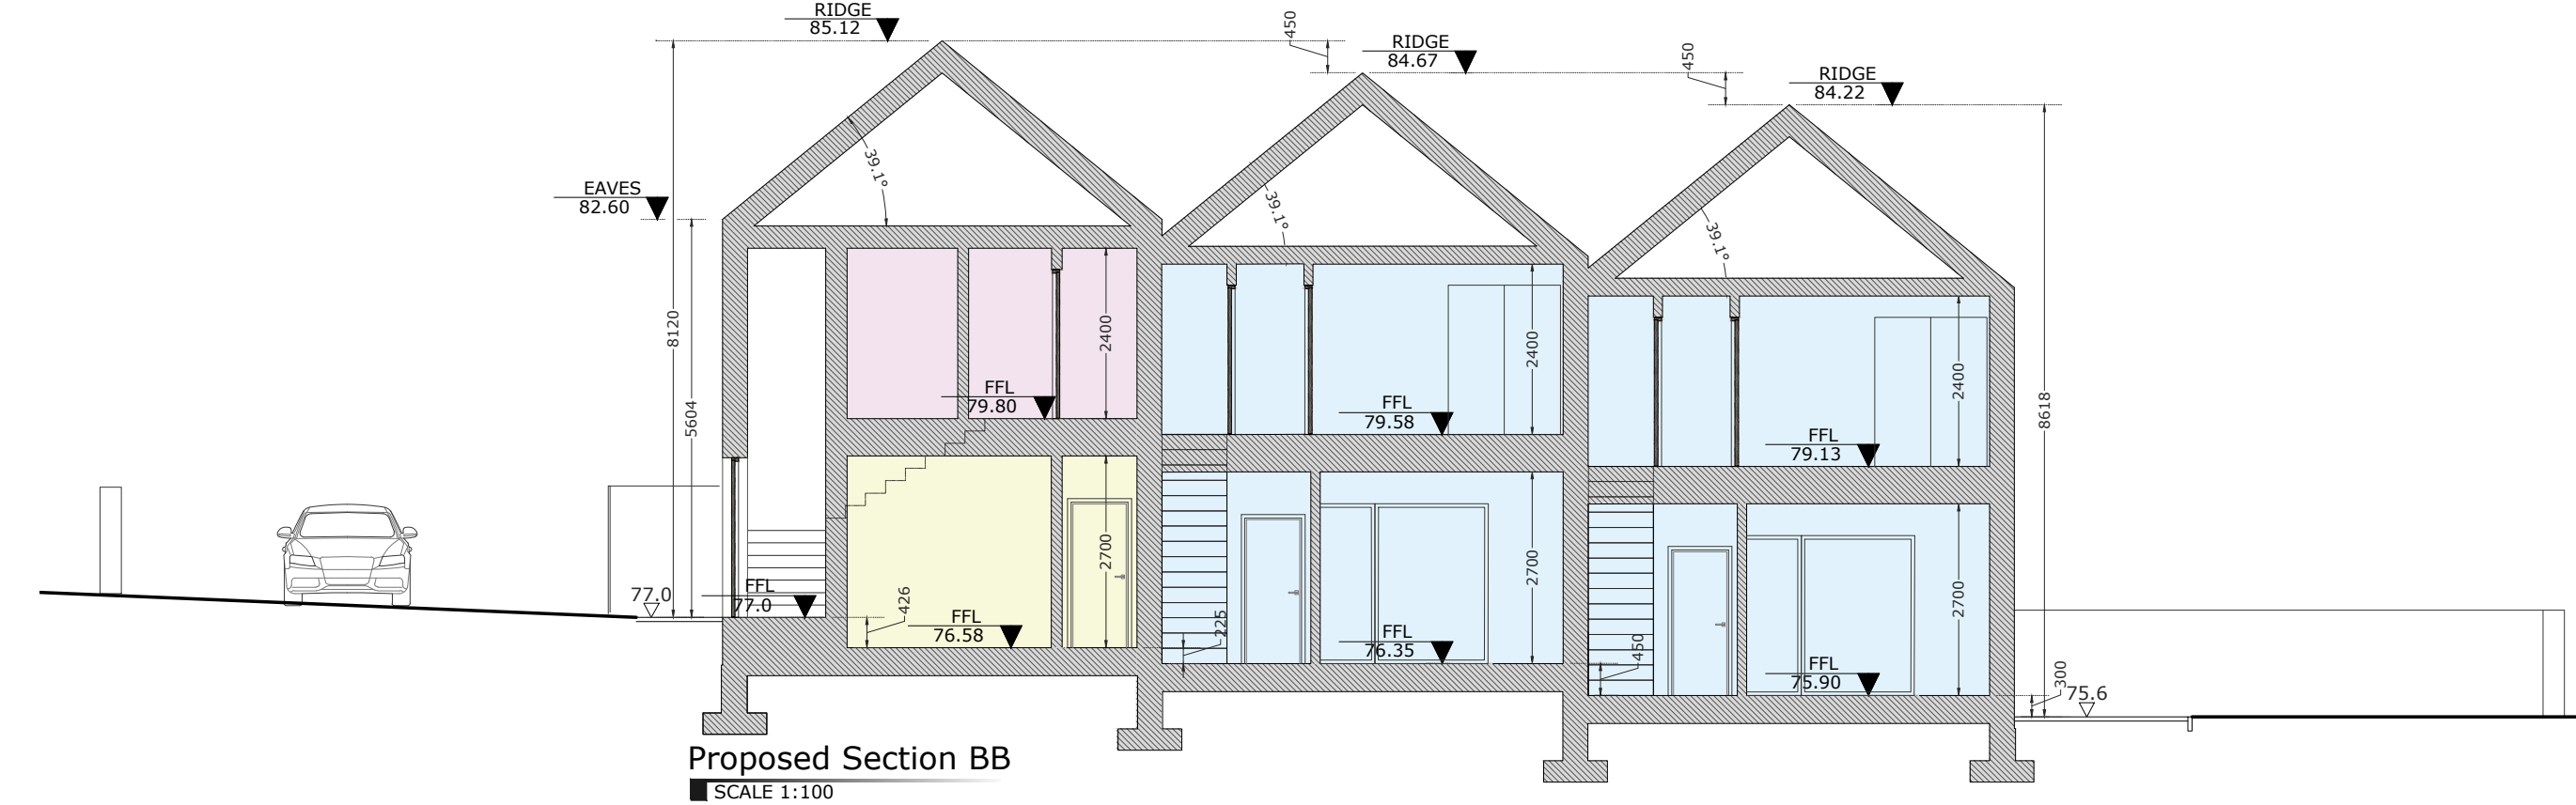 RIDGE
85.12
450
RIDGE
84.67
450
RIDGE
84.22
39.1°
39.1°
39.1°
EAVES
82.60
8120
5604
2400
2400
2400
8618
FFL
79.80
FFL
79.58
FFL
79.13
2700
2700
2700
77.0
FFL
77.0
426
FFL
76.58
225
FFL
76.35
450
FFL
75.90
300
75.6
Proposed Section BB
SCALE 1:100